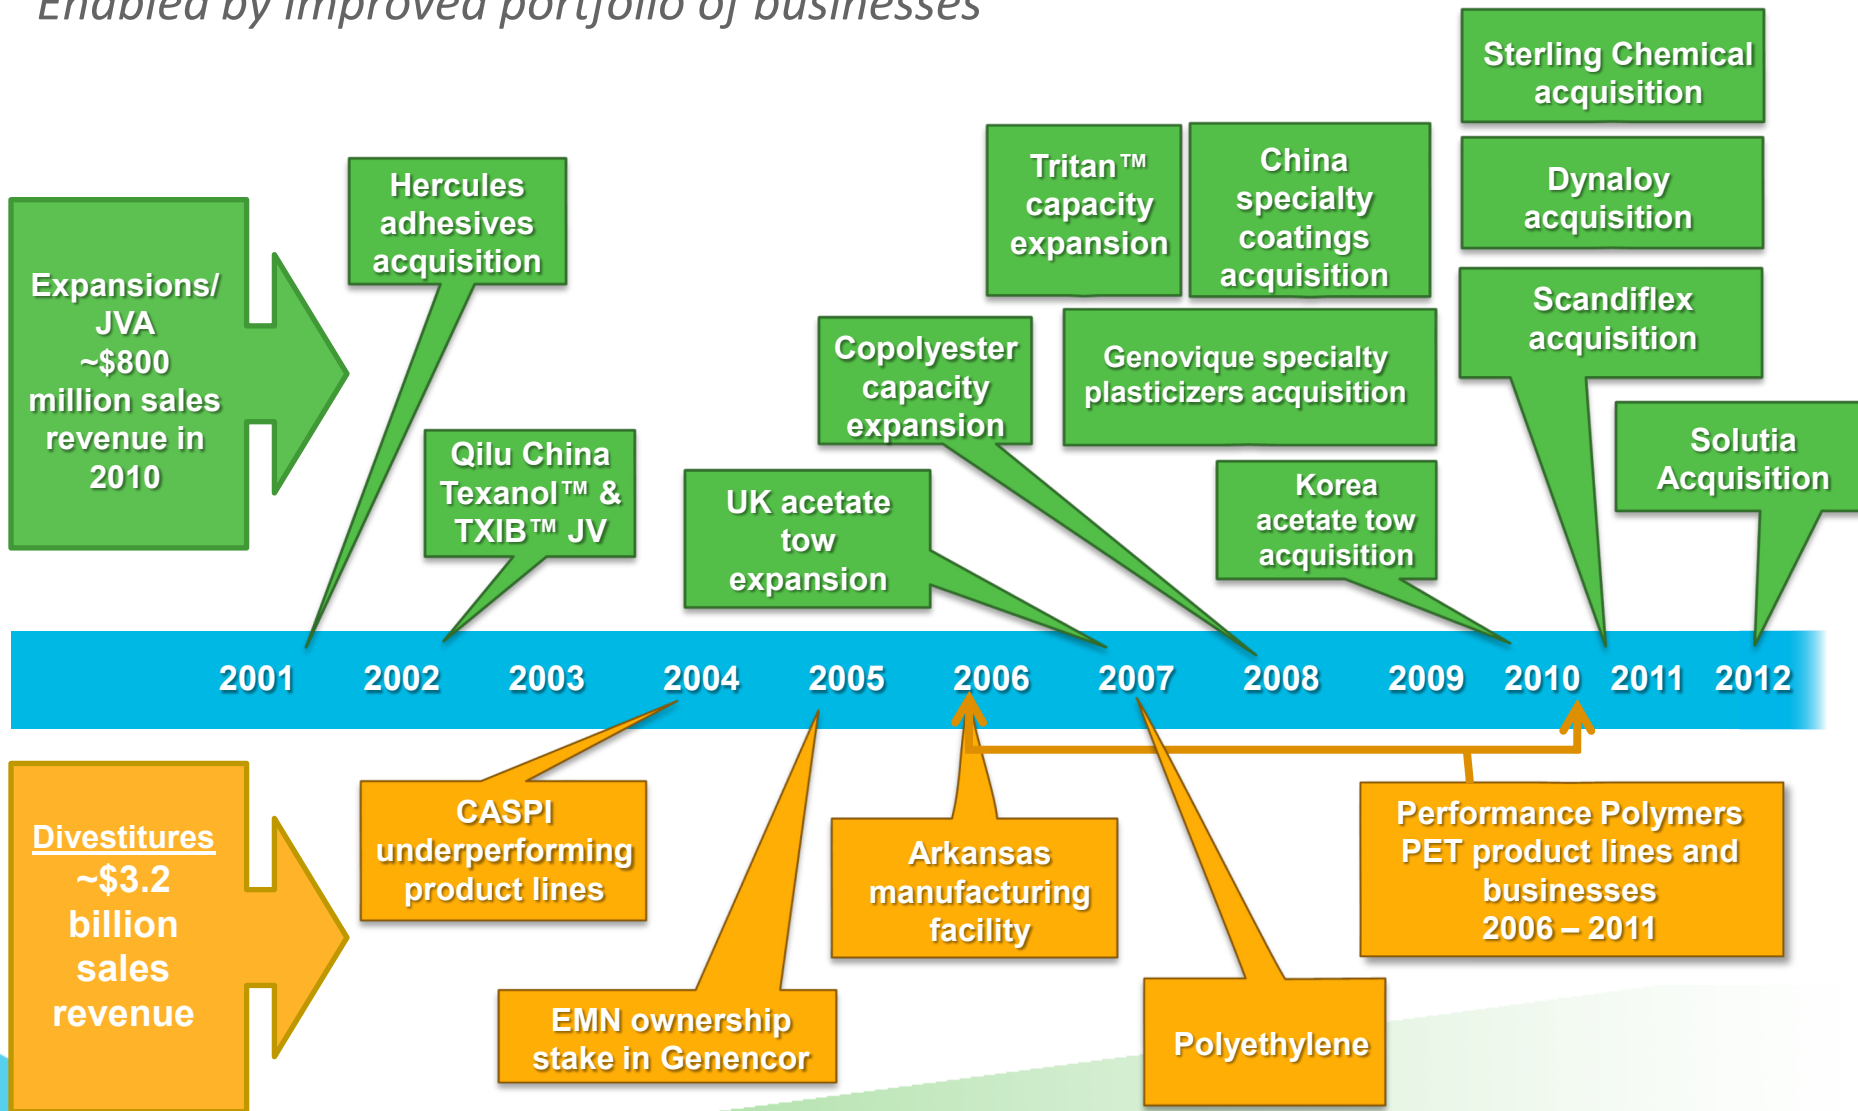 Enabled by improved portfolio of businesses
Sterling Chemical
acquisition
Tritan™
capacity
expansion
China
specialty
coatings
acquisition
Dynaloy
acquisition
Hercules
adhesives
acquisition
Expansions/
JVA
~$800
million sales
revenue in
2010
Scandiflex
acquisition
Copolyester
capacity
expansion
Genovique specialty
plasticizers acquisition
Solutia
Acquisition
Qilu China
Texanol™ &
TXIB™ JV
UK acetate
tow
expansion
Korea
acetate tow
acquisition
2001 2002 2003 2004 2005 2006 2007 2008 2009 2010 2011 2012
Divestitures
~$3.2
billion
sales
revenue
CASPI
underperforming
product lines
EMN ownership
stake in Genencor
Arkansas
manufacturing
facility
Polyethylene
Performance Polymers
PET product lines and
businesses
2006 – 2011